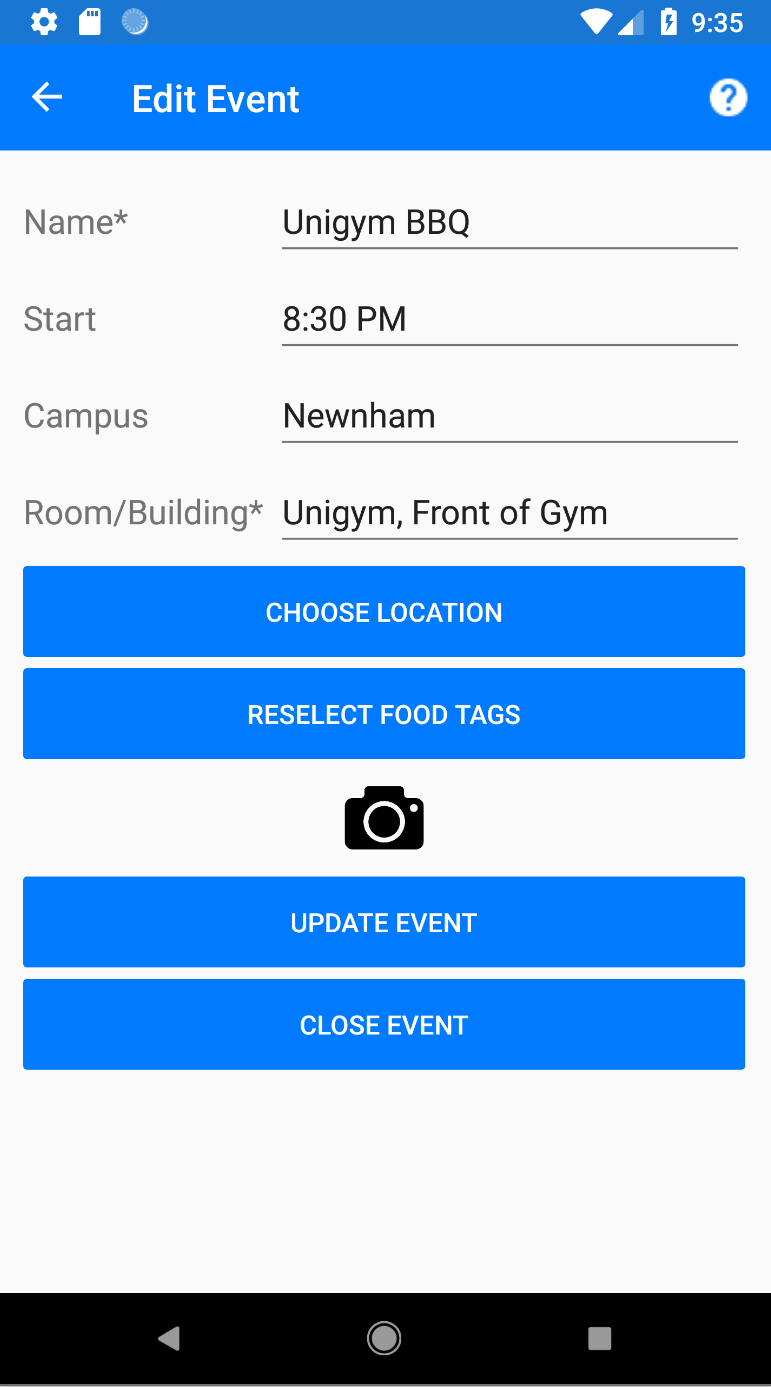 9:35
Edit Event
?
Name* Unigym BBQ
Start 8:30 PM
Campus Newnham
Room/Building* Unigym, Front of Gym
CHOOSE LOCATION
RESELECT FOOD TAGS
UPDATE EVENT
CLOSE EVENT